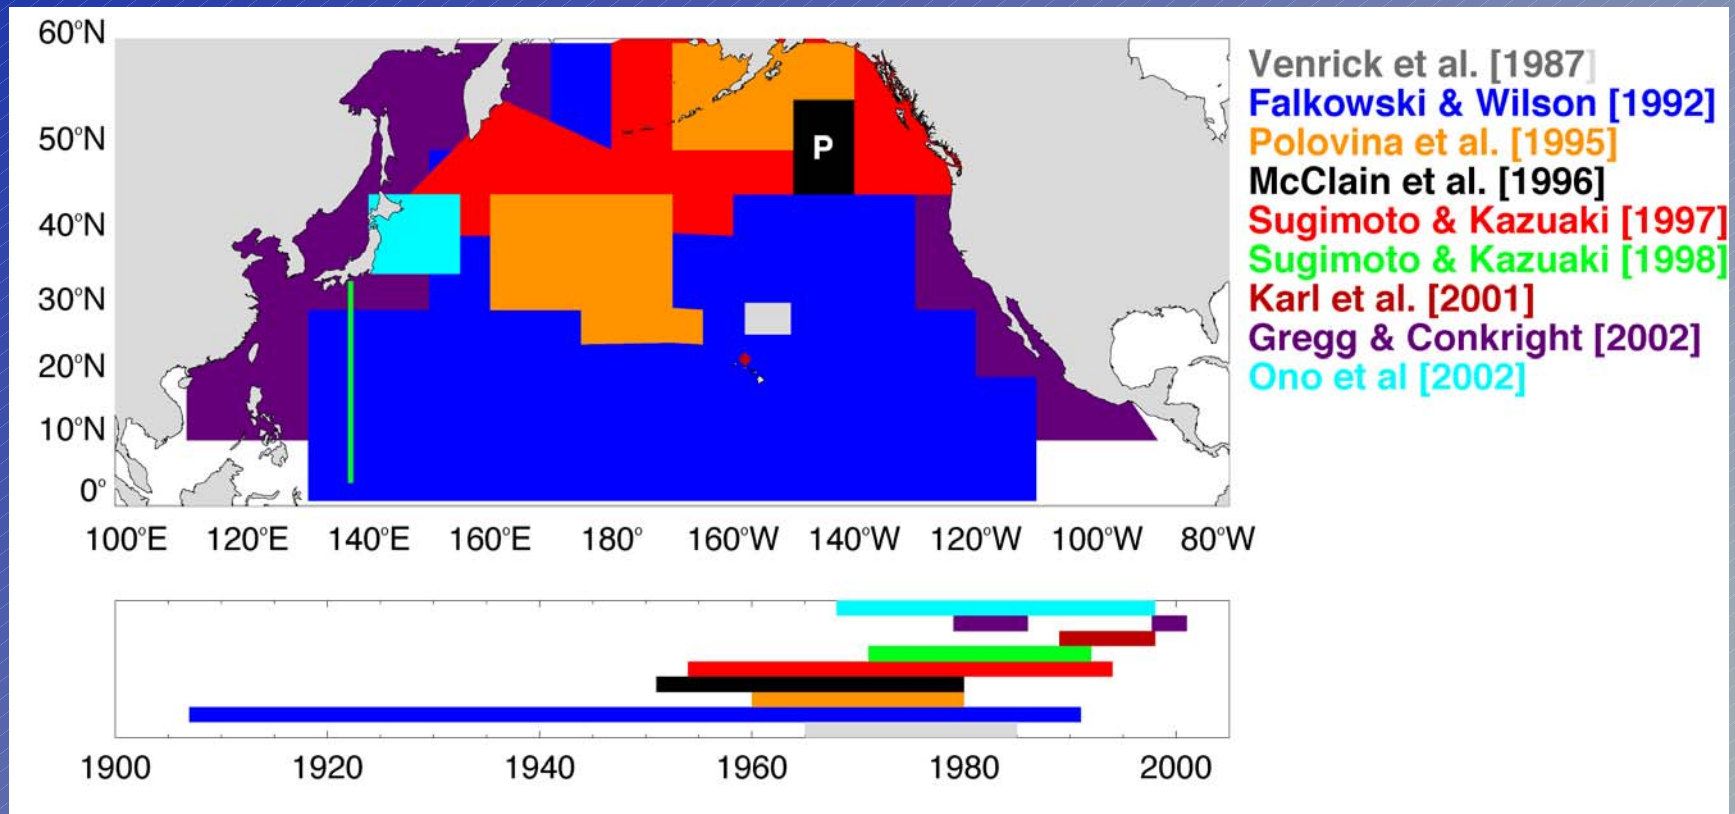 60°N
50°N
40°N
30°N
20°N
10°N
0°
P
100°E 120°E 140°E 160°E 180° 160°W 140°W 120°W 100°W 80°W
Venrick et al. [1987]
Falkowski & Wilson [1992]
Polovina et al. [1995]
McClain et al. [1996]
Sugimoto & Kazuaki [1997]
Sugimoto & Kazuaki [1998]
Karl et al. [2001]
Gregg & Conkright [2002]
Ono et al [2002]
1900 1920 1940 1960 1980 2000